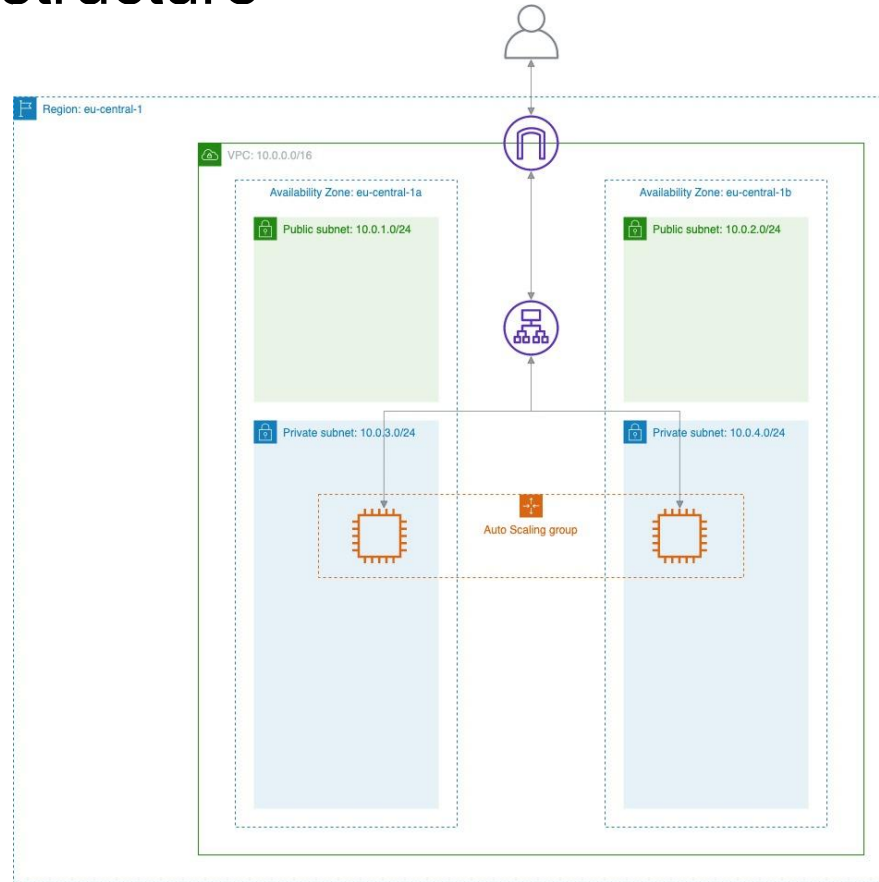 Region: eu-central-1
VPC: 10.0.0.0/16
Availability Zone: eu-central-1a
Availability Zone: eu-central-1b
Public subnet: 10.0.1.0/24
Public subnet: 10.0.2.0/24
Private subnet: 10.0.3.0/24
Private subnet: 10.0.4.0/24
Auto Scaling group